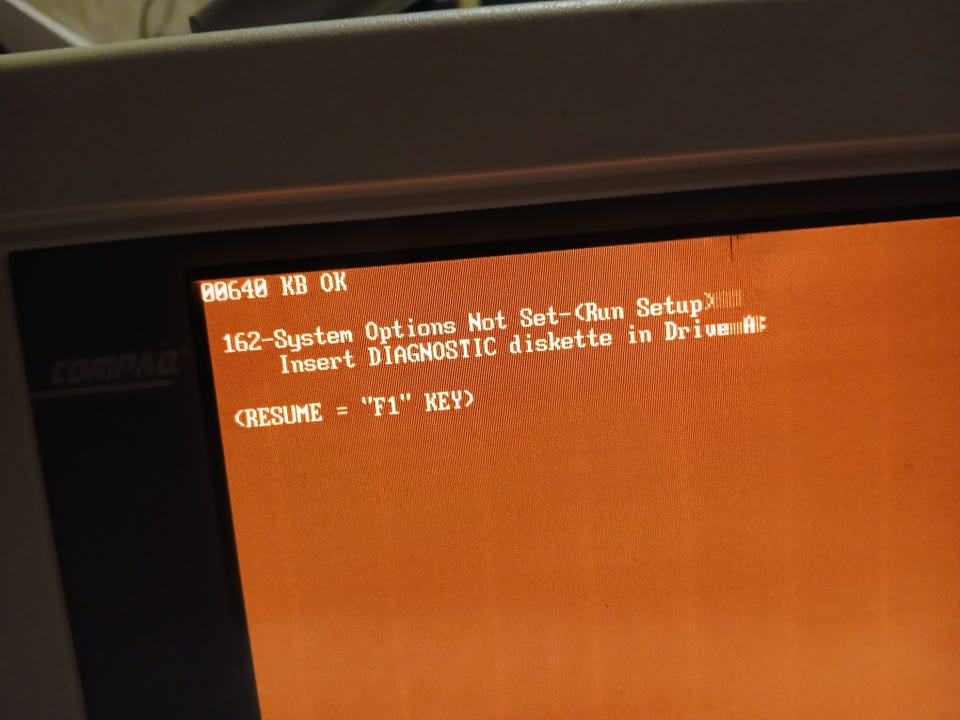 COMPAQ
00640 KB OK
162-System Options Not Set-(Run Setup)
Insert DIAGNOSTIC diskette in Drive A:
(RESUME = "F1" KEY)